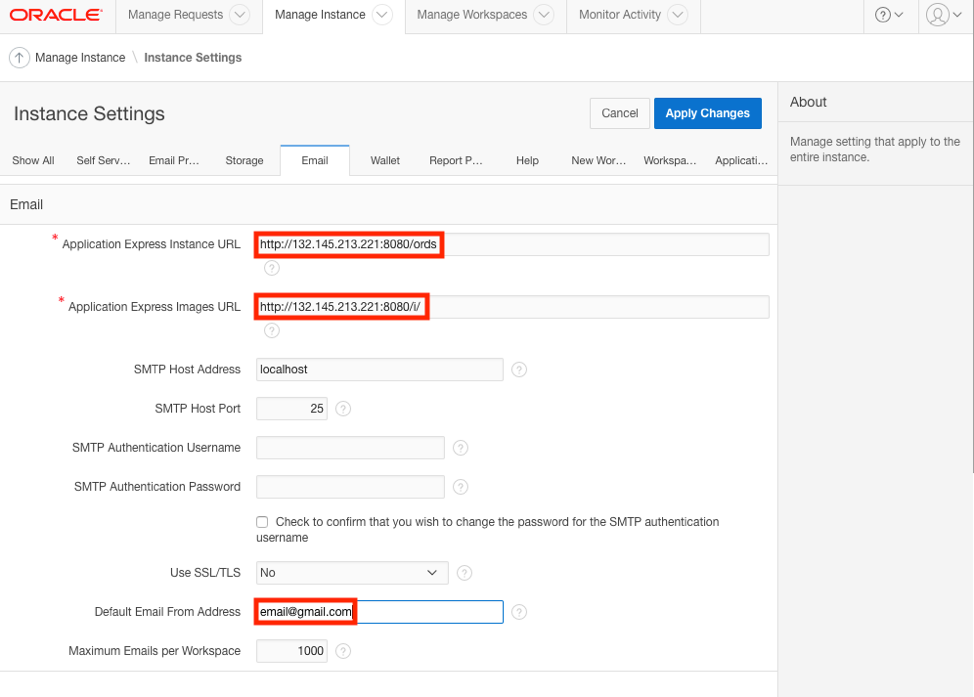 ORACLE
Manage Requests
Manage Instance
Manage Workspaces
Monitor Activity
?
Manage Instance \ Instance Settings
Instance Settings
Cancel
Apply Changes
About
Manage setting that apply to the
entire instance.
Show All
Self Serv...
Email Pr...
Storage
Email
Wallet
Report P...
Help
New Wor...
Workspa...
Applicati...
Email
* Application Express Instance URL
http://132.145.213.221:8080/ords
?
* Application Express Images URL
http://132.145.213.221:8080/i/
?
SMTP Host Address
localhost
?
SMTP Host Port
25
?
SMTP Authentication Username
?
SMTP Authentication Password
?
Check to confirm that you wish to change the password for the SMTP authentication
username
Use SSL/TLS
No
?
Default Email From Address
email@gmail.com
?
Maximum Emails per Workspace
1000
?